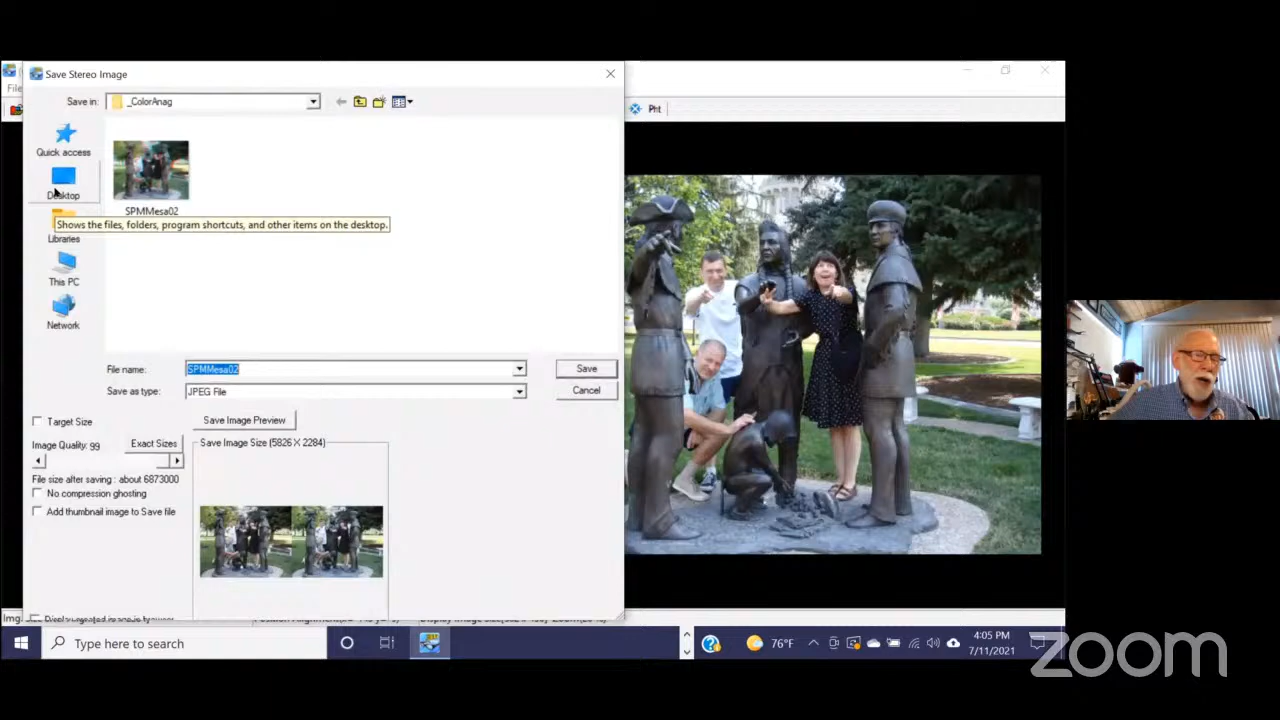 Save Stereo Image
File
Save in:
_ColorAnag
Pht
Quick access
Desktop
SPMMesa02
Shows the files, folders, program shortcuts, and other items on the desktop.
Libraries
This PC
Network
File name:
SPMMesa02
Save
Save as type:
JPEG File
Cancel
Target Size
Save Image Preview
Image Quality: 99
Exact Sizes
Save Image Size (5826 X 2284)
File size after saving : about 6873000
No compression ghosting
Add thumbnail image to Save file
Type here to search
76°F
4:05 PM
7/11/2021
zoom